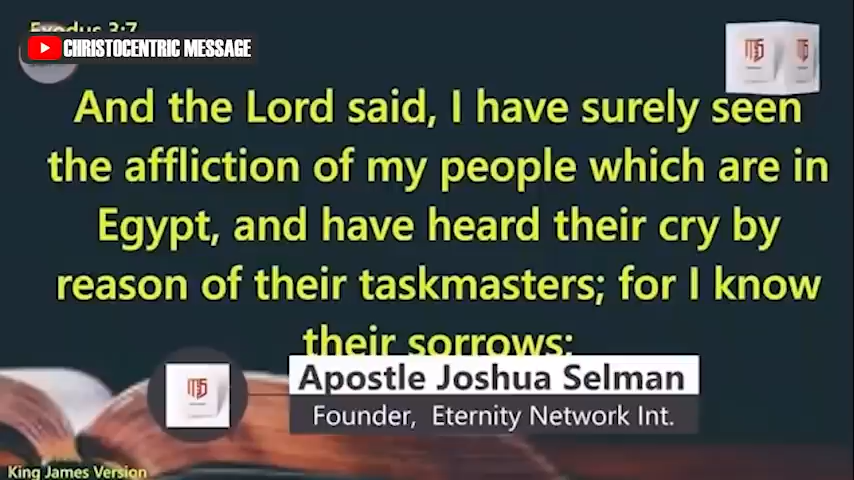 Exodus 3:7
CHRISTOCENTRIC MESSAGE
And the Lord said, I have surely seen
the affliction of my people which are in
Egypt, and have heard their cry by
reason of their taskmasters; for I know
their sorrows;
Apostle Joshua Selman
Founder, Eternity Network Int.
King James Version